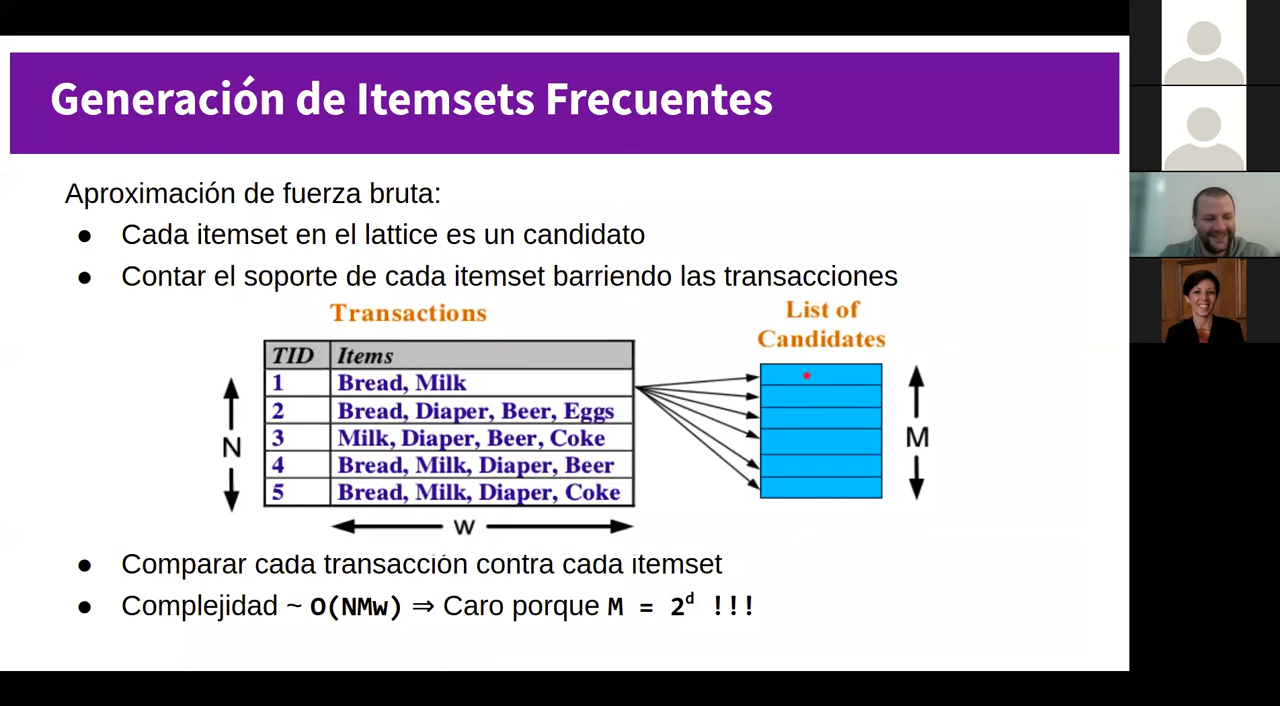 Generación de Itemsets Frecuentes
Aproximación de fuerza bruta:
● Cada itemset en el lattice es un candidato
● Contar el soporte de cada itemset barriendo las transacciones
Transactions
List of
Candidates
TID Items
1 Bread, Milk
2 Bread, Diaper, Beer, Eggs
3 Milk, Diaper, Beer, Coke
4 Bread, Milk, Diaper, Beer
5 Bread, Milk, Diaper, Coke
N
M
w
● Comparar cada transacción contra cada itemset
● Complejidad ~ O(NMw) ⇒ Caro porque M = 2^d !!!